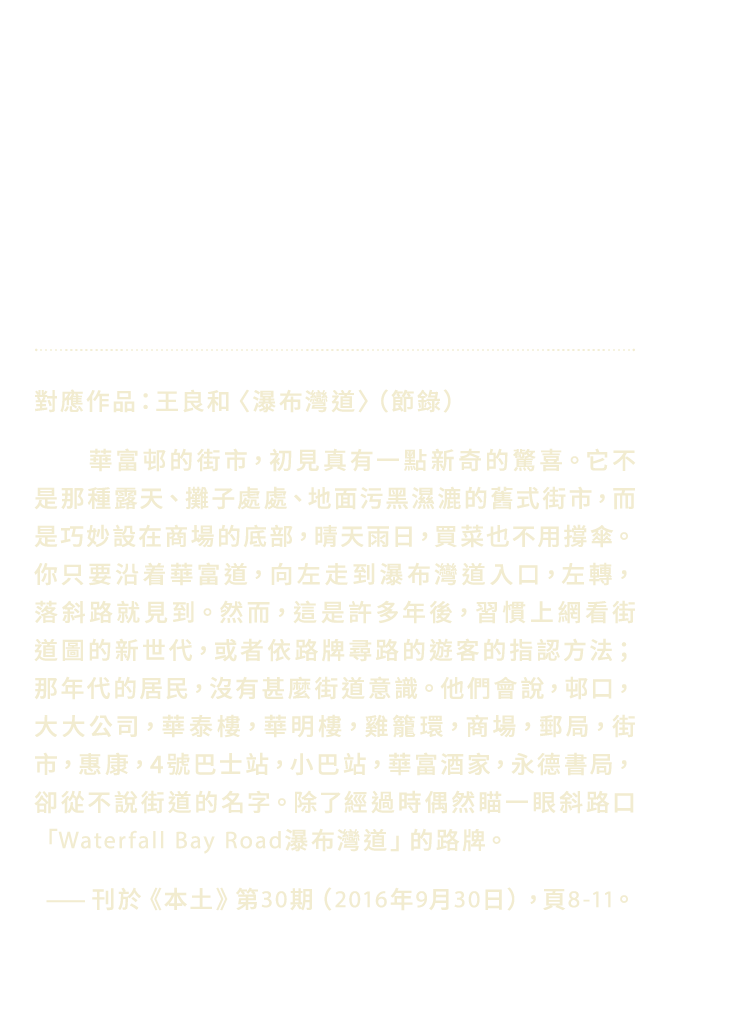 對應作品：王良和〈瀑布灣道〉（節錄）
華富邨的街市，初見真有一點新奇的驚喜。它不
是那種露天、攤子處處、地面污黑濕漉的舊式街市，而
是巧妙設在商場的底部，晴天雨日，買菜也不用撐傘。
你只要沿着華富道，向左走到瀑布灣道入口，左轉，
落斜路就見到。然而，這是許多年後，習慣上網看街
道圖的新世代，或者依路牌尋路的遊客的指認方法；
那年代的居民，沒有甚麼街道意識。他們會說，邨口，
大大公司，華泰樓，華明樓，雞籠環，商場，郵局，街
市，惠康，4號巴士站，小巴站，華富酒家，永德書局，
卻從不說街道的名字。除了經過時偶然瞄一眼斜路口
「Waterfall Bay Road瀑布灣道」的路牌。
—— 刊於《本土》第30期（2016年9月30日），頁8-11。